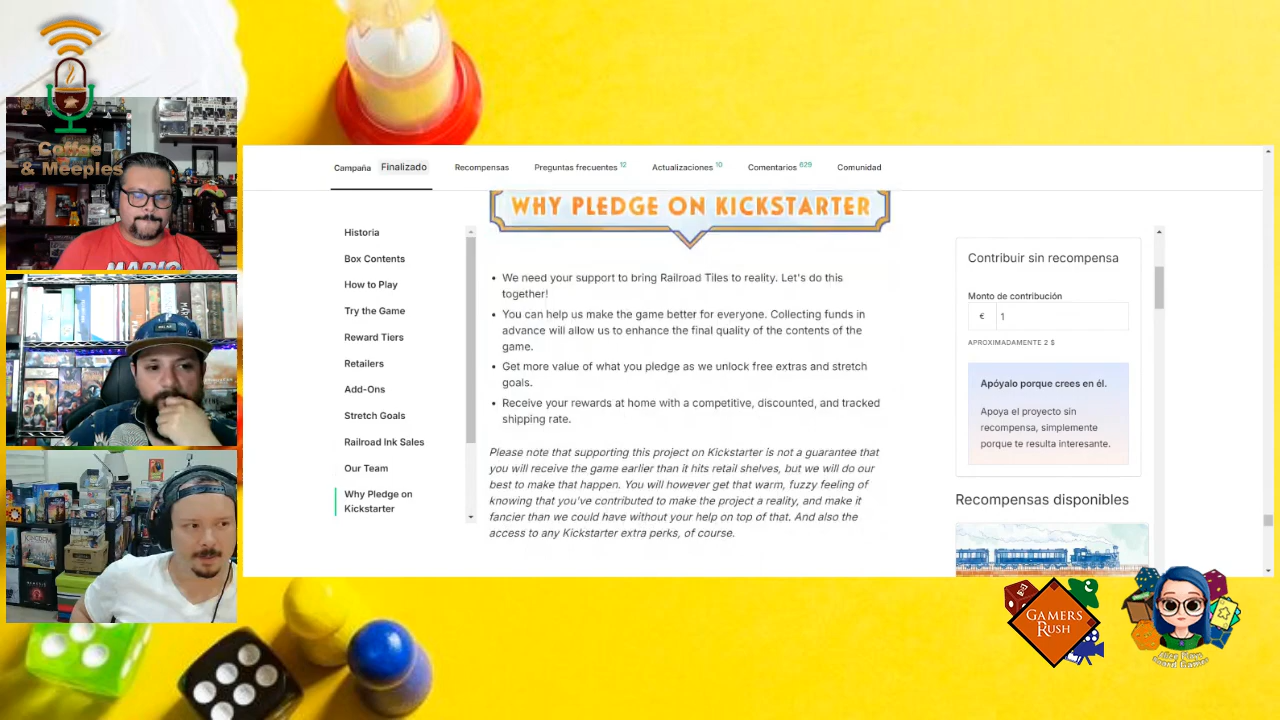 Coffee
& Meeples
MARIO
Campaña Finalizado Recompensas Preguntas frecuentes 12 Actualizaciones 10 Comentarios 629 Comunidad
WHY PLEDGE ON KICKSTARTER
Historia
Box Contents
How to Play
Try the Game
Reward Tiers
Retailers
Add-Ons
Stretch Goals
Railroad Ink Sales
Our Team
Why Pledge on
Kickstarter
• We need your support to bring Railroad Tiles to reality. Let's do this
together!
• You can help us make the game better for everyone. Collecting funds in
advance will allow us to enhance the final quality of the contents of the
game.
• Get more value of what you pledge as we unlock free extras and stretch
goals.
• Receive your rewards at home with a competitive, discounted, and tracked
shipping rate.
Please note that supporting this project on Kickstarter is not a guarantee that
you will receive the game earlier than it hits retail shelves, but we will do our
best to make that happen. You will however get that warm, fuzzy feeling of
knowing that you've contributed to make the project a reality, and make it
fancier than we could have without your help on top of that. And also the
access to any Kickstarter extra perks, of course.
Contribuir sin recompensa
Monto de contribución
€ 1
APROXIMADAMENTE 2 $
Apóyalo porque crees en él.
Apoya el proyecto sin
recompensa, simplemente
porque te resulta interesante.
Recompensas disponibles
GAMERS
RUSH
Board Games